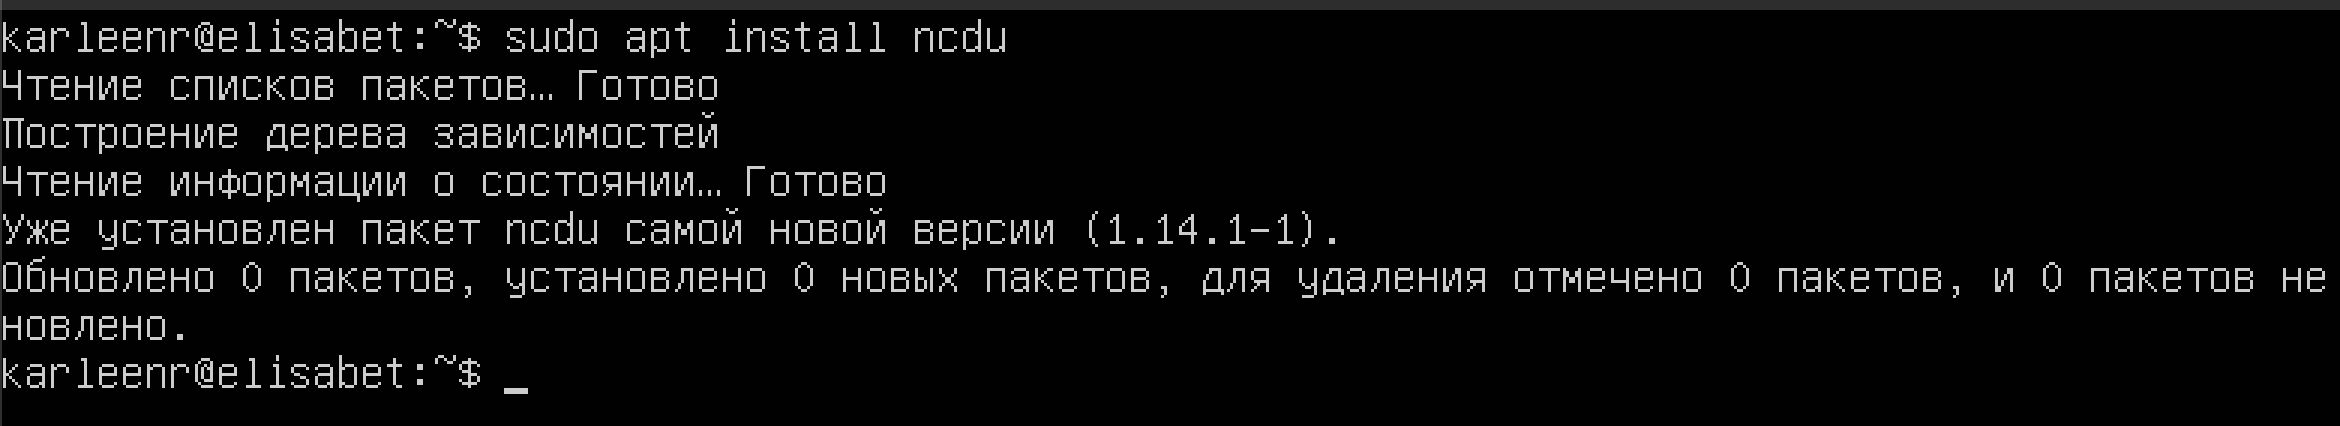 karleenr@elisabet:~$ sudo apt install ncdu
Чтение списков пакетов… Готово
Построение дерева зависимостей
Чтение информации о состоянии… Готово
Уже установлен пакет ncdu самой новой версии (1.14.1-1).
Обновлено 0 пакетов, установлено 0 новых пакетов, для удаления отмечено 0 пакетов, и 0 пакетов не
новлено.
karleenr@elisabet:~$ _